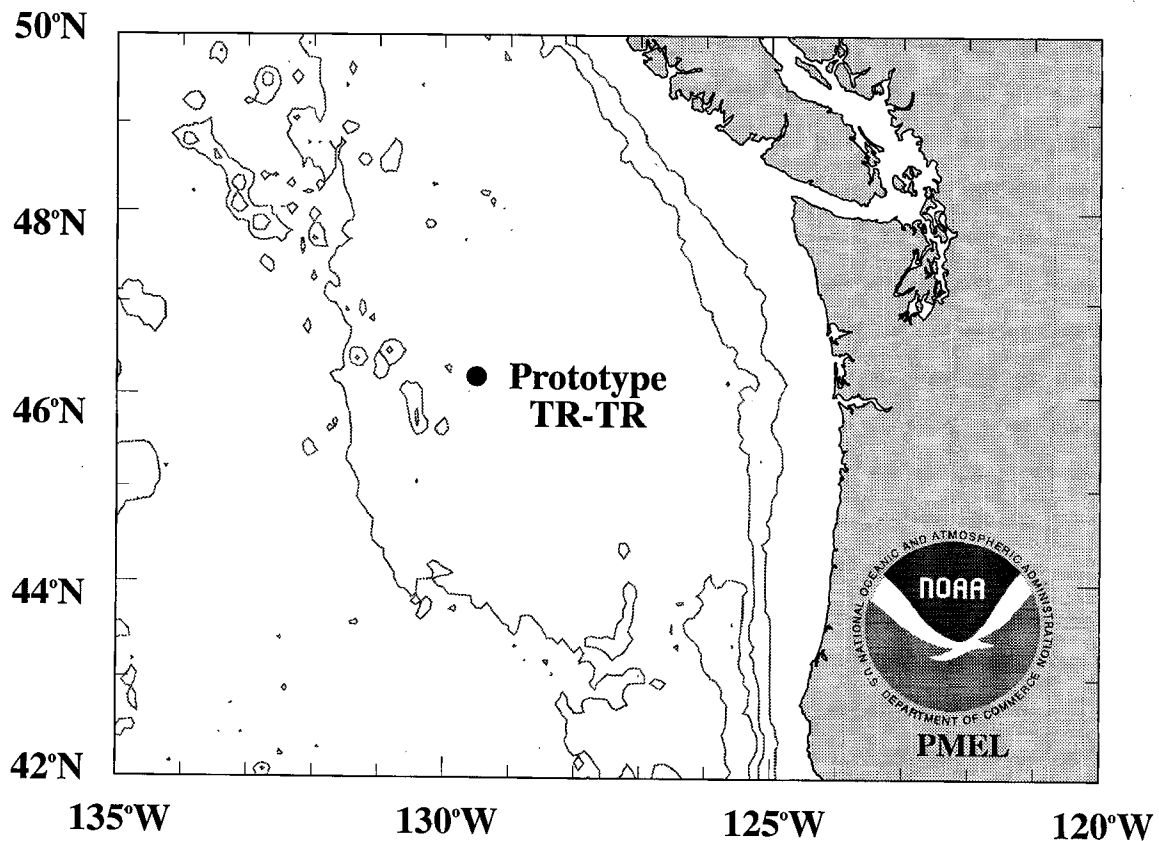 50°N
48°N
46°N
44°N
42°N
Prototype
TR-TR
NATIONAL OCEANIC AND ATMOSPHERIC ADMINISTRATION
NOAA
U.S. DEPARTMENT OF COMMERCE
PMEL
135°W
130°W
125°W
120°W